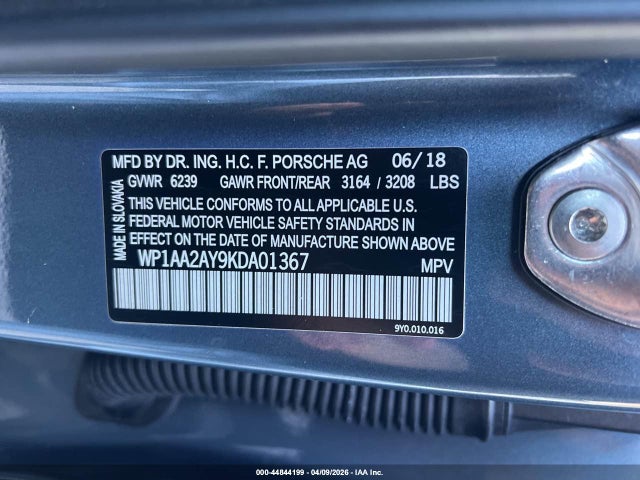 MFD BY DR. ING. H.C. F. PORSCHE AG 06/18
GVWR 6239 GAWR FRONT/REAR 3164 / 3208 LBS
THIS VEHICLE CONFORMS TO ALL APPLICABLE U.S.
FEDERAL MOTOR VEHICLE SAFETY STANDARDS IN
EFFECT ON THE DATE OF MANUFACTURE SHOWN ABOVE
WP1AA2AY9KDA01367 MPV
9Y0.010.016
MADE IN SLOVAKIA
000-44844199 | 04/09/2026 | IAA Inc.